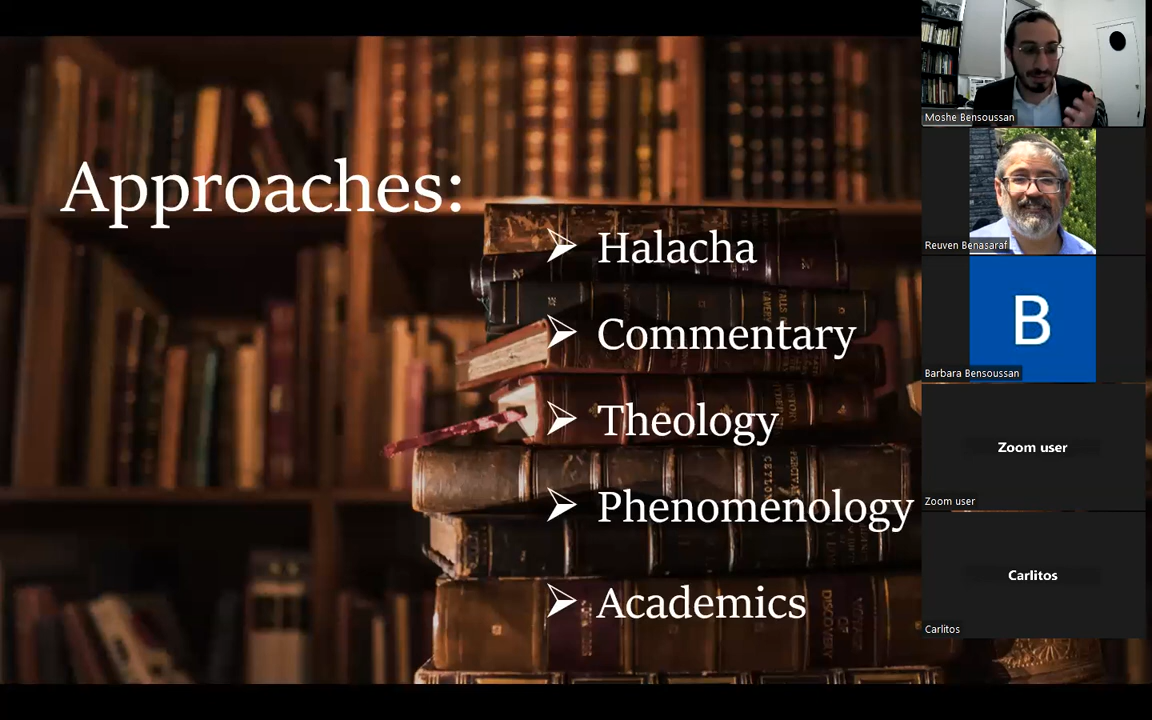 Approaches:
Halacha
Commentary
Theology
Phenomenology
Academics
Moshe Bensoussan
Reuven Benasaraf
B
Barbara Bensoussan
Zoom user
Zoom user
Carlitos
Carlitos